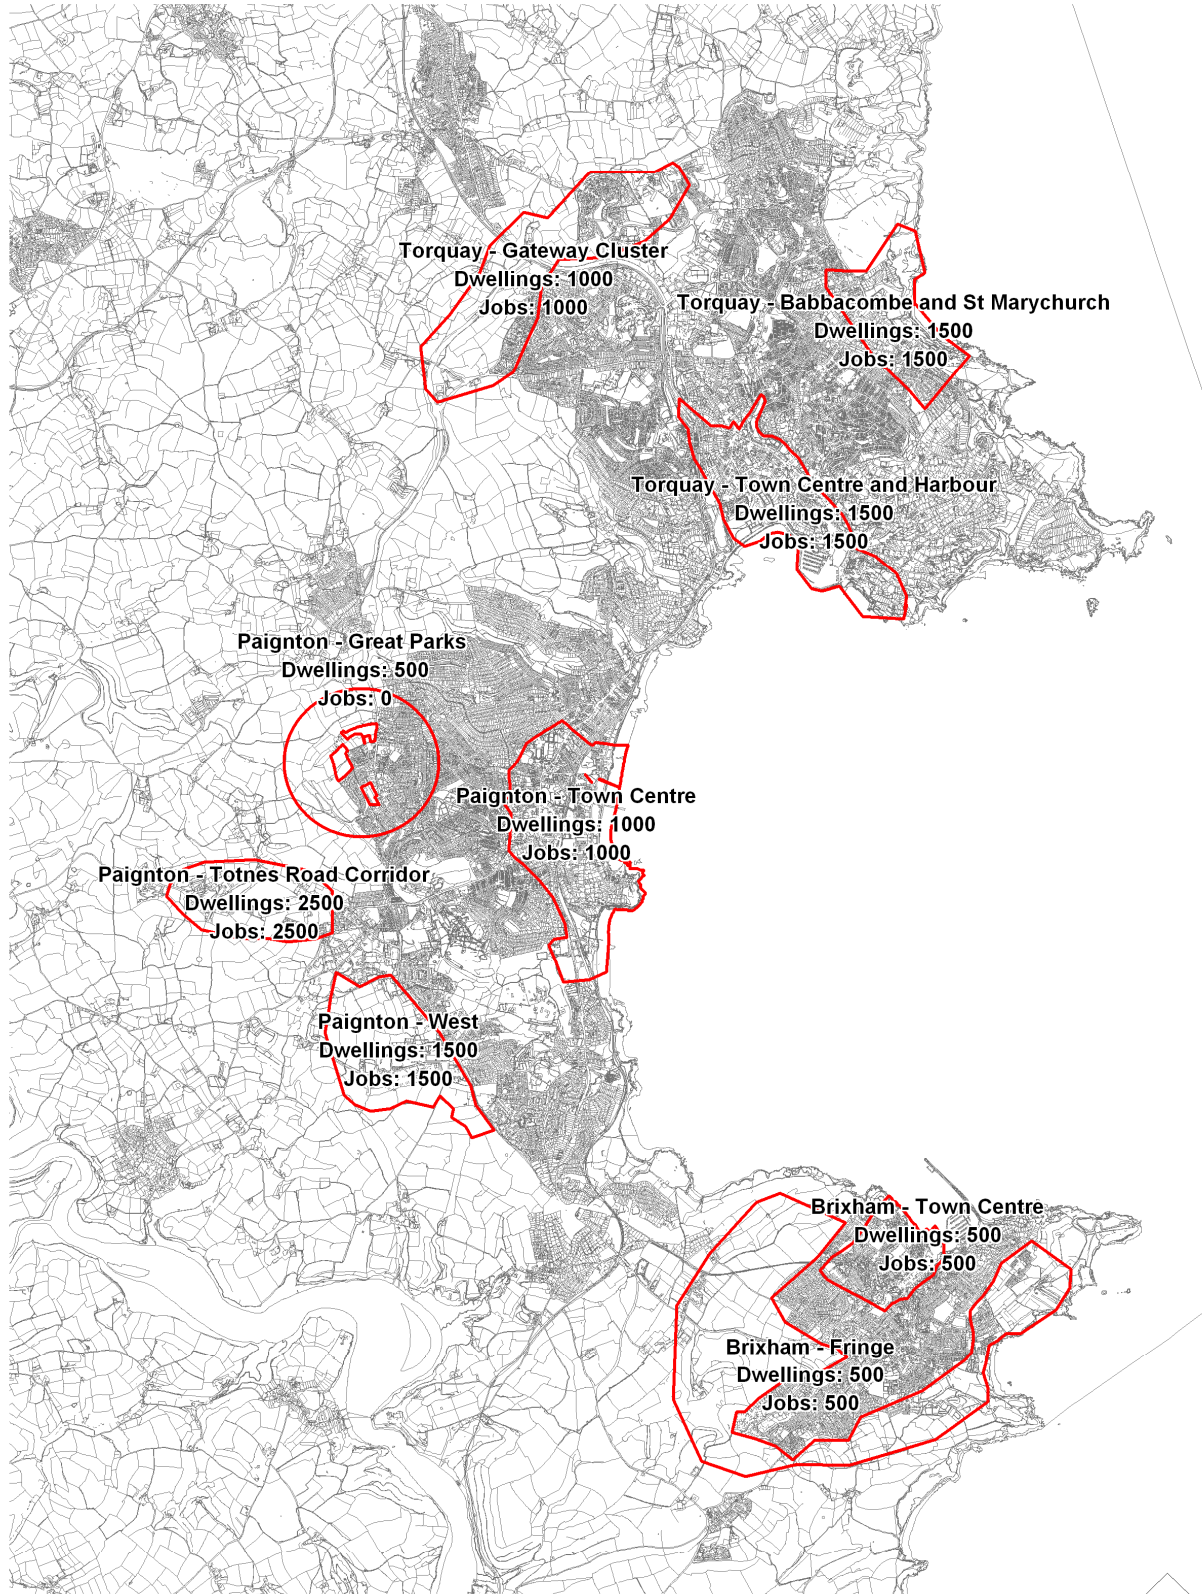 Torquay - Gateway Cluster
Dwellings: 1000
Jobs: 1000
Torquay - Babbacombe and St Marychurch
Dwellings: 1500
Jobs: 1500
Torquay - Town Centre and Harbour
Dwellings: 1500
Jobs: 1500
Paignton - Great Parks
Dwellings: 500
Jobs: 0
Paignton - Town Centre
Dwellings: 1000
Jobs: 1000
Paignton - Totnes Road Corridor
Dwellings: 2500
Jobs: 2500
Paignton - West
Dwellings: 1500
Jobs: 1500
Brixham - Town Centre
Dwellings: 500
Jobs: 500
Brixham - Fringe
Dwellings: 500
Jobs: 500